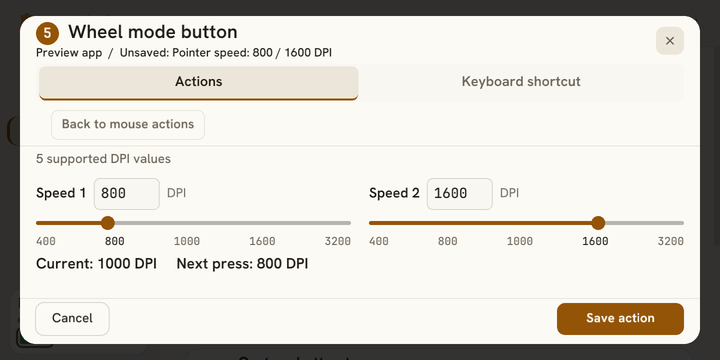 5 Wheel mode button
Preview app / Unsaved: Pointer speed: 800 / 1600 DPI
Actions
Keyboard shortcut
Back to mouse actions
5 supported DPI values
Speed 1 800 DPI
400 800 1000 1600 3200
Speed 2 1600 DPI
400 800 1000 1600 3200
Current: 1000 DPI Next press: 800 DPI
Cancel
Save action